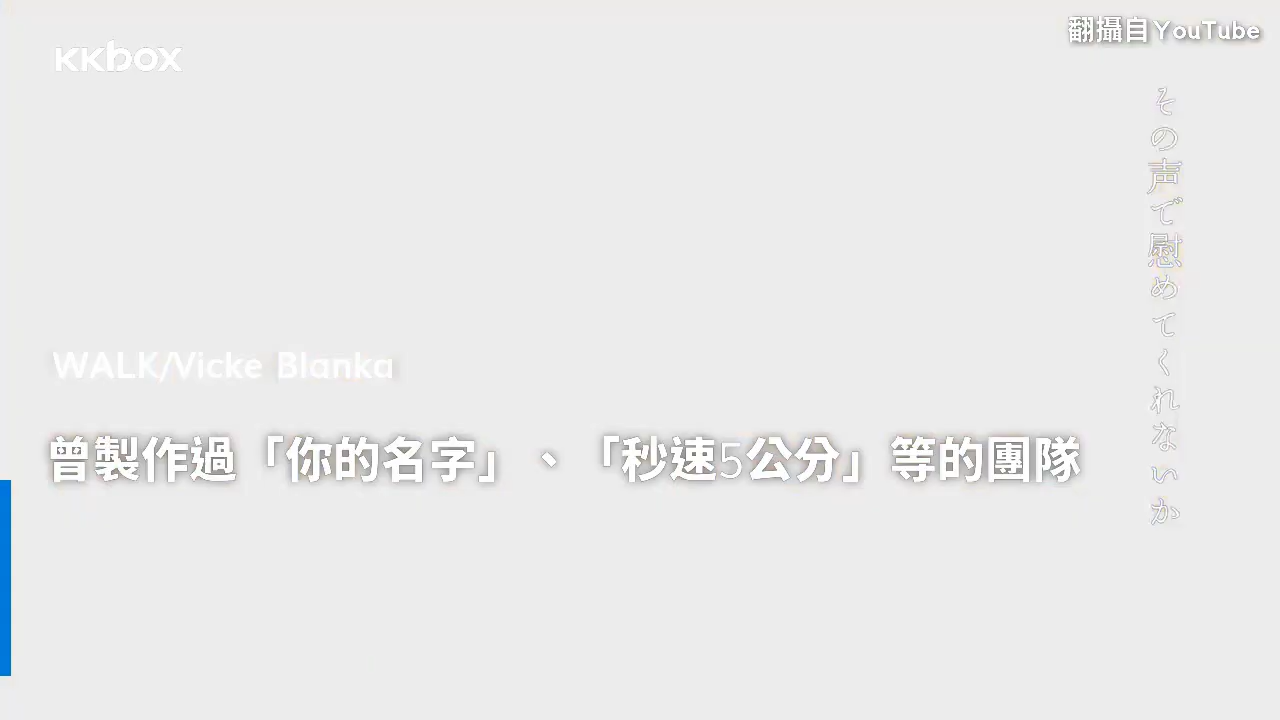 KKBOX
翻攝自YouTube
その声で慰めてくれないか
WALK/Vicke Blanka
曾製作過「你的名字」、「秒速5公分」等的團隊